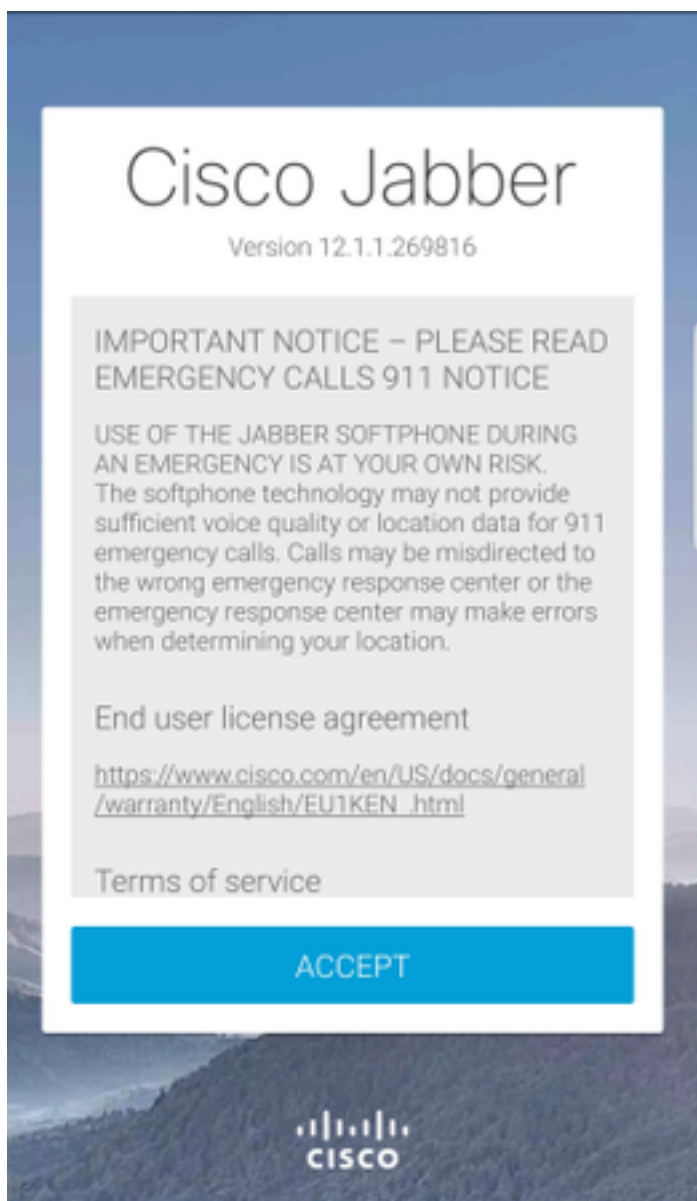 Cisco Jabber
Version 12.1.1.269816
IMPORTANT NOTICE – PLEASE READ
EMERGENCY CALLS 911 NOTICE
USE OF THE JABBER SOFTPHONE DURING
AN EMERGENCY IS AT YOUR OWN RISK.
The softphone technology may not provide
sufficient voice quality or location data for 911
emergency calls. Calls may be misdirected to
the wrong emergency response center or the
emergency response center may make errors
when determining your location.
End user license agreement
https://www.cisco.com/en/US/docs/general
/warranty/English/EU1KEN_.html
Terms of service
ACCEPT
CISCO